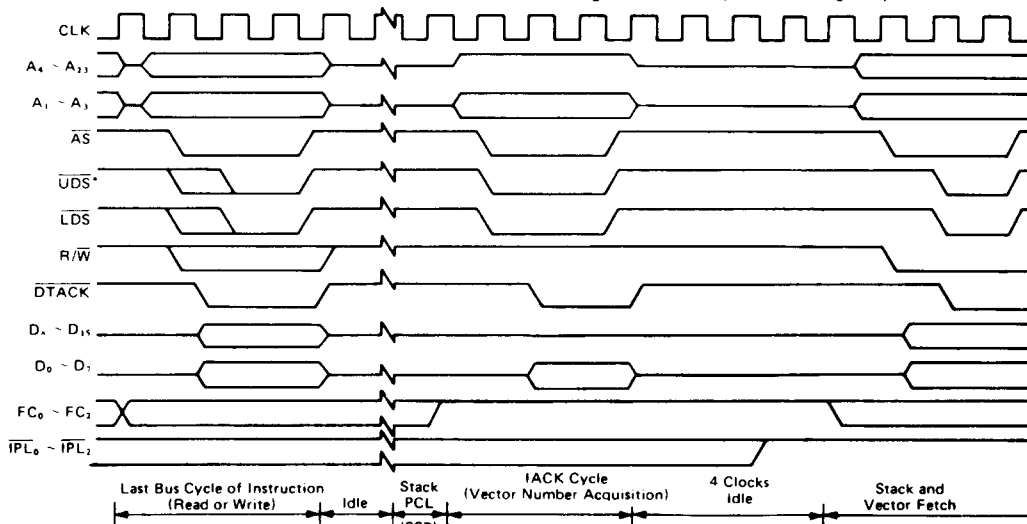 CLK
A4 ~ A23
A1 ~ A3
AS
UDS*
LDS
R/W
DTACK
D8 ~ D15
D0 ~ D7
FC0 ~ FC2
IPL0 ~ IPL2
Last Bus Cycle of Instruction
(Read or Write)
Idle
Stack
PCL
(SSP)
IACK Cycle
(Vector Number Acquisition)
4 Clocks
Idle
Stack and
Vector Fetch